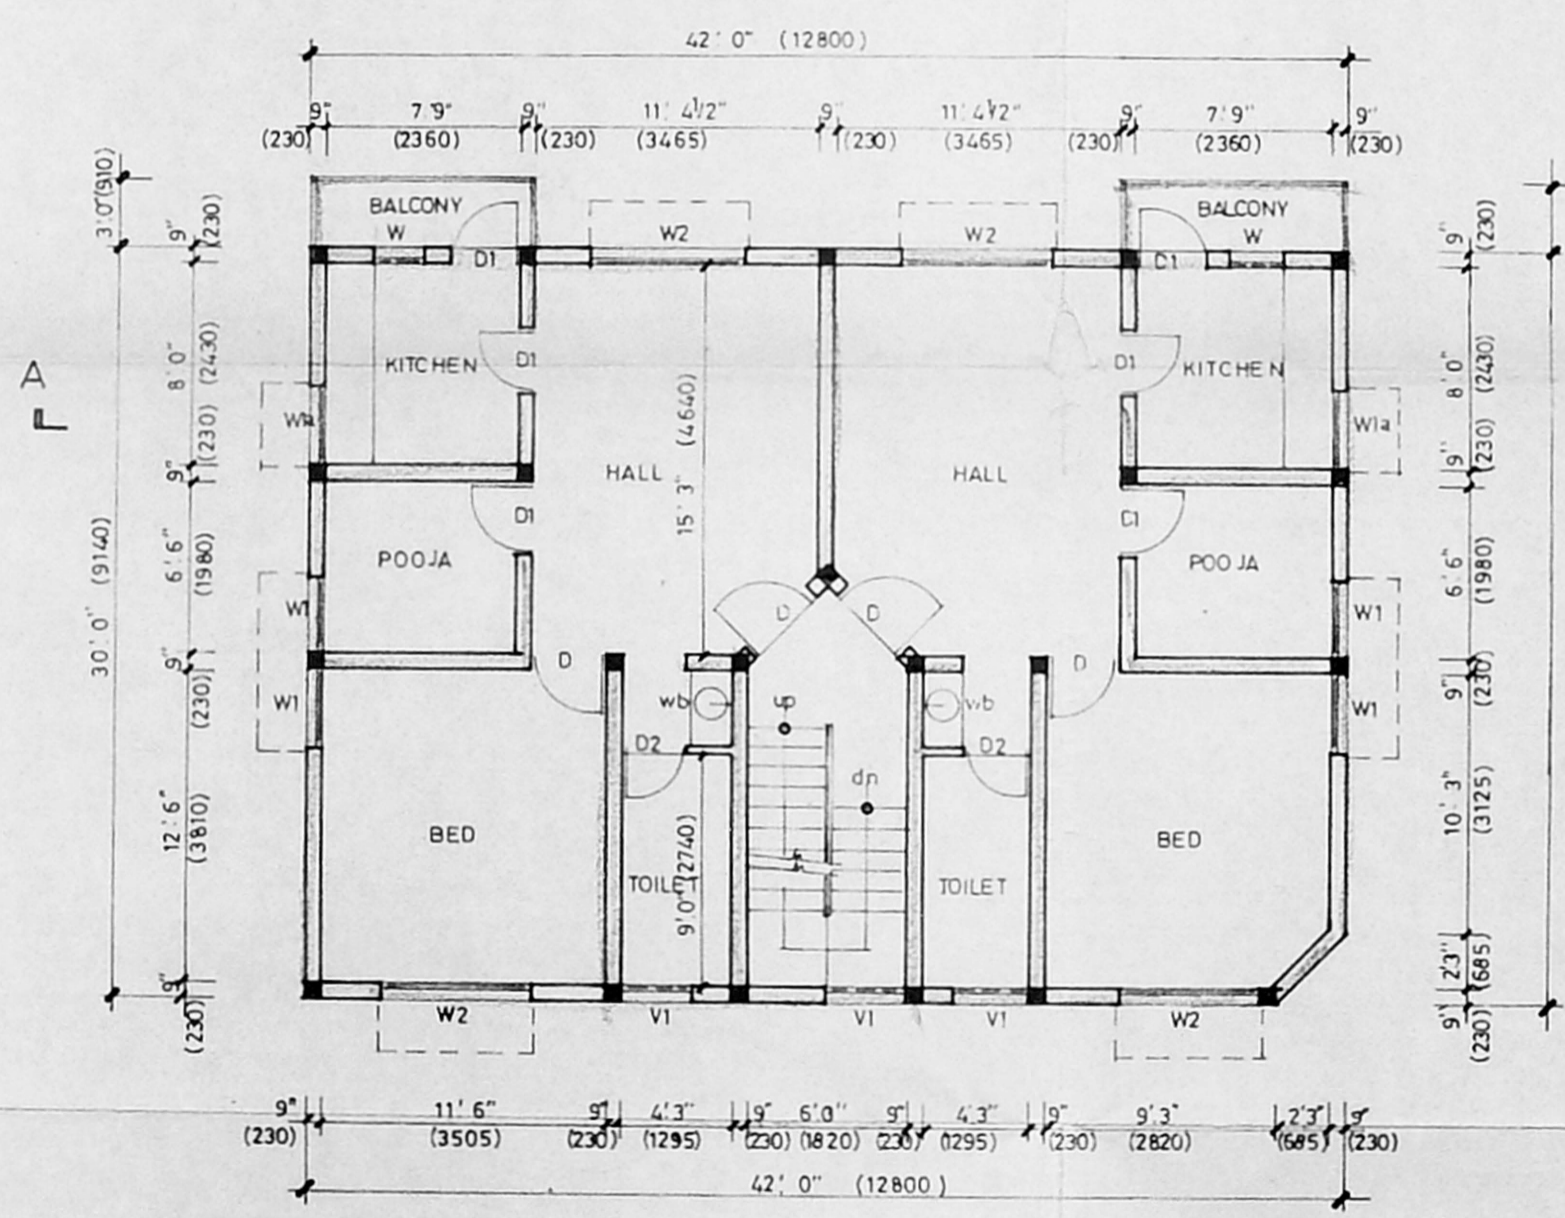 42'0" (12800)
9" 7'9" 9" 11'4½" 9" 11'4½" 9" 7'9" 9"
(230) (2360) (230) (3465) (230) (3465) (230) (2360) (230)
3'0" (910)
9" (230)
BALCONY
W
D1
W2
W2
BALCONY
W
D1
9" (230)
A
8'0" (2430)
KITCHEN
D1
D1
KITCHEN
8'0" (2430)
W1a
W1a
9" (230)
HALL
15'3" (4640)
HALL
9" (230)
30'0" (9140)
6'6" (1980)
POOJA
D1
D1
POOJA
6'6" (1980)
W1
D
D
W1
9" (230)
D
D
9" (230)
W1
wb
up
wb
W1
D2
D2
dn
12'6" (3810)
BED
TOILET
9'0" (2740)
TOILET
BED
10'3" (3125)
2'3" (685)
9" (230)
W2
V1
V1
V1
W2
9" (230)
9" 11'6" 9" 4'3" 9" 6'0" 9" 4'3" 9" 9'3" 2'3" 9"
(230) (3505) (230) (1295) (230) (1820) (230) (1295) (230) (2820) (685) (230)
42'0" (12800)